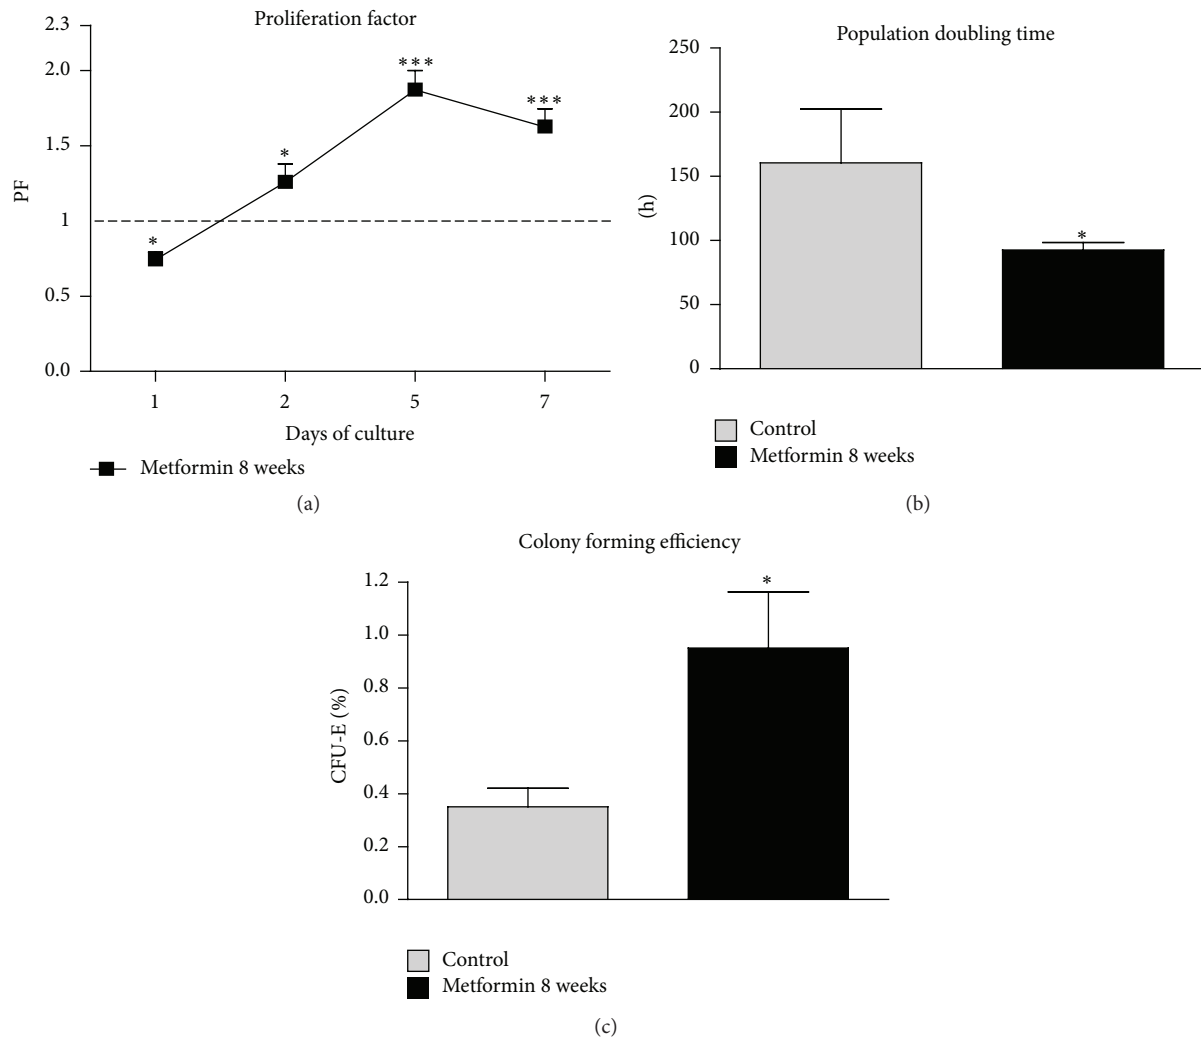 Proliferation factor
2.3
2.0
1.5
1
0.5
0.0
PF
*
*
***
***
1 2 5 7
Days of culture
Metformin 8 weeks
(a)
Population doubling time
250
200
150
100
50
0
(h)
*
Control
Metformin 8 weeks
(b)
Colony forming efficiency
1.2
1.0
0.8
0.6
0.4
0.2
0.0
CFU-E (%)
*
Control
Metformin 8 weeks
(c)